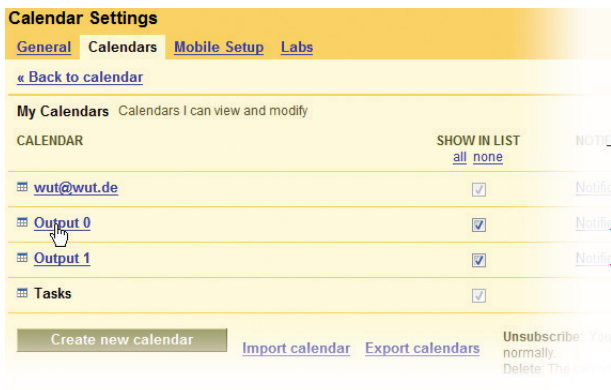 Calendar Settings
General Calendars Mobile Setup Labs
« Back to calendar
My Calendars Calendars I can view and modify
CALENDAR SHOW IN LIST
all none
wut@wut.de
Output 0
Output 1
Tasks
Create new calendar Import calendar Export calendars Unsubscribe:
normally.
Delete: The